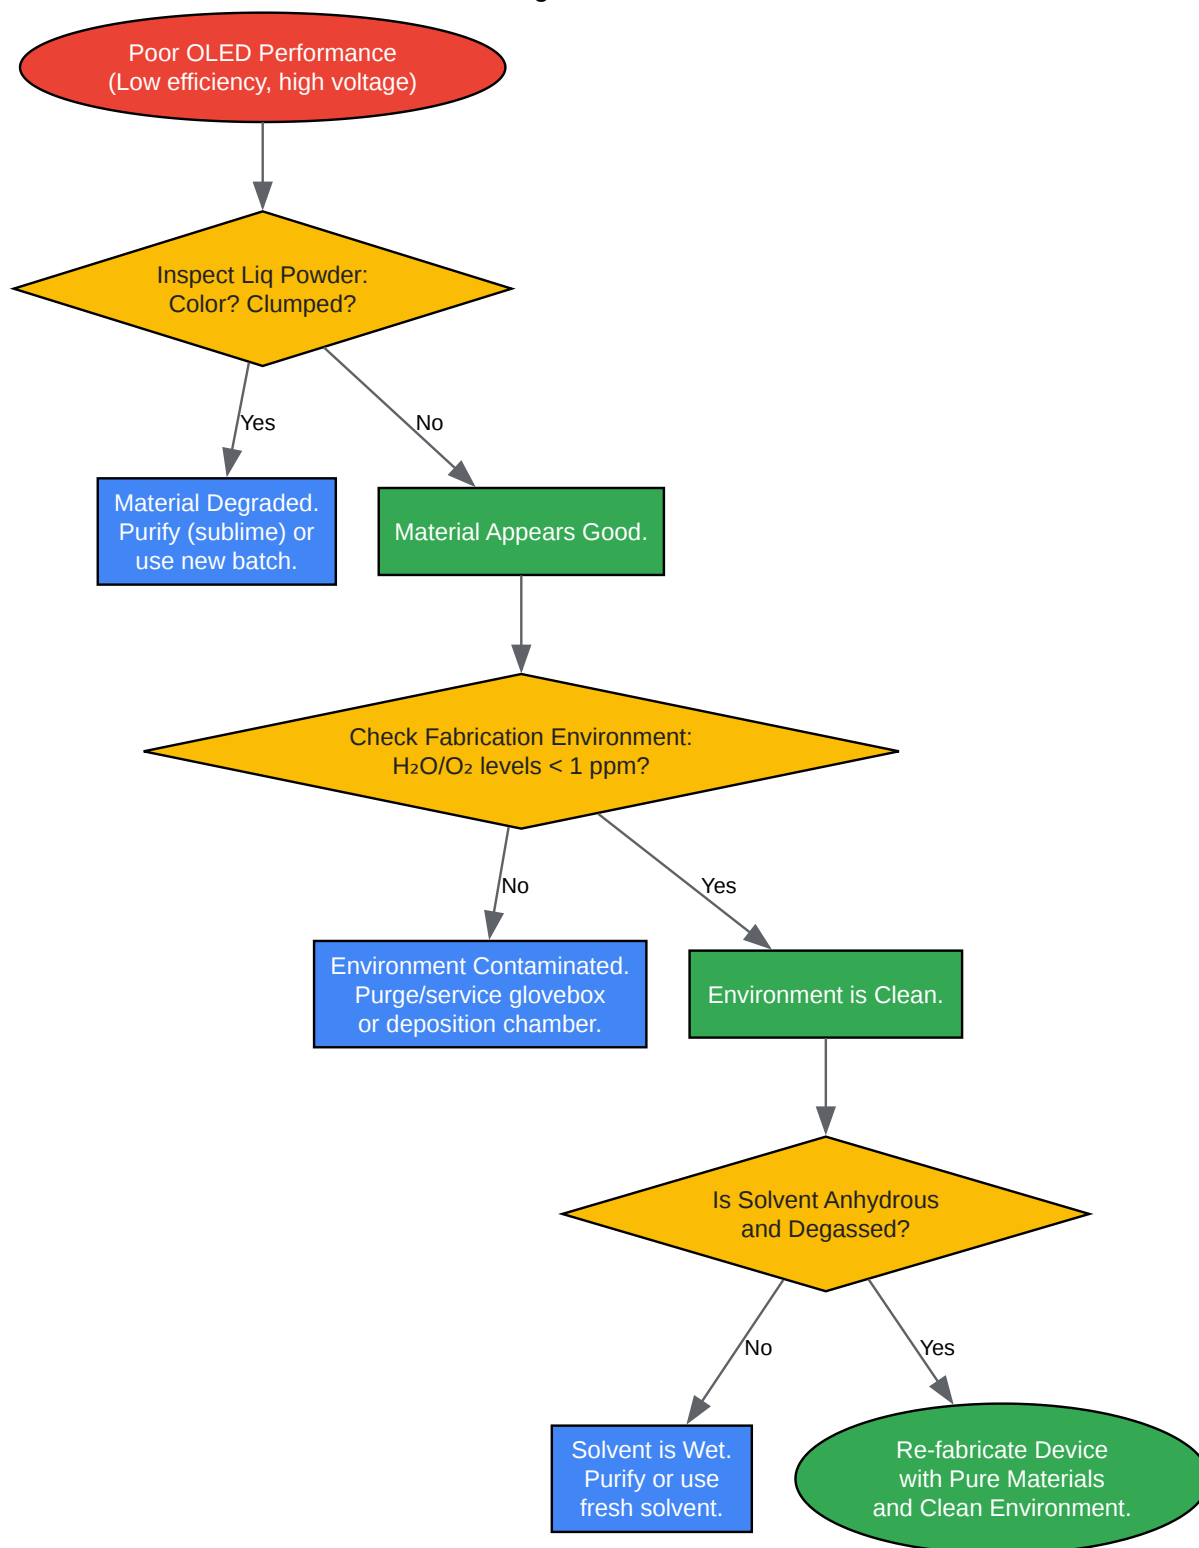 Poor OLED Performance
(Low efficiency, high voltage)
Inspect Liq Powder:
Color? Clumped?
Yes
No
Material Degraded.
Purify (sublime) or
use new batch.
Material Appears Good.
Check Fabrication Environment:
H₂O/O₂ levels < 1 ppm?
No
Yes
Environment Contaminated.
Purge/service glovebox
or deposition chamber.
Environment is Clean.
Is Solvent Anhydrous
and Degassed?
No
Yes
Solvent is Wet.
Purify or use
fresh solvent.
Re-fabricate Device
with Pure Materials
and Clean Environment.